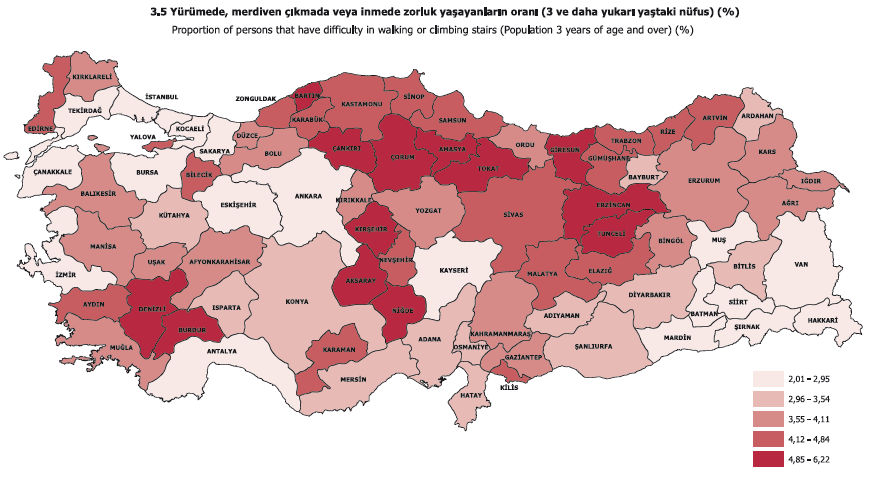 3.5 Yürümede, merdiven çıkmada veya inmede zorluk yaşayanların oranı (3 ve daha yukarı yaştaki nüfus) (%)
Proportion of persons that have difficulty in walking or climbing stairs (Population 3 years of age and over) (%)
KIRKLARELİ
EDİRNE
TEKİRDAĞ
İSTANBUL
YALOVA
KOCAELİ
SAKARYA
DÜZCE
ZONGULDAK
BARTIN
KARABÜK
KASTAMONU
SİNOP
SAMSUN
BOLU
ÇANKIRI
ÇORUM
AMASYA
TOKAT
ORDU
GİRESUN
TRABZON
GÜMÜŞHANE
RİZE
ARTVİN
ARDAHAN
KARS
BAYBURT
ERZURUM
IĞDIR
AĞRI
ÇANAKKALE
BURSA
BİLECİK
BALIKESİR
KÜTAHYA
ESKİŞEHİR
ANKARA
KIRIKKALE
YOZGAT
SİVAS
ERZİNCAN
TUNCELİ
BİNGÖL
MUŞ
VAN
MANİSA
UŞAK
AFYONKARAHİSAR
KIRŞEHİR
NEVŞEHİR
KAYSERİ
MALATYA
ELAZIĞ
BİTLİS
İZMİR
AYDIN
DENİZLİ
ISPARTA
BURDUR
KONYA
AKSARAY
NİĞDE
DİYARBAKIR
SİİRT
BATMAN
HAKKARİ
ŞIRNAK
MARDİN
MUĞLA
ANTALYA
KARAMAN
MERSİN
ADANA
OSMANİYE
KAHRAMANMARAŞ
ADIYAMAN
GAZİANTEP
ŞANLIURFA
KİLİS
HATAY
2,01 – 2,95
2,96 – 3,54
3,55 – 4,11
4,12 – 4,84
4,85 – 6,22